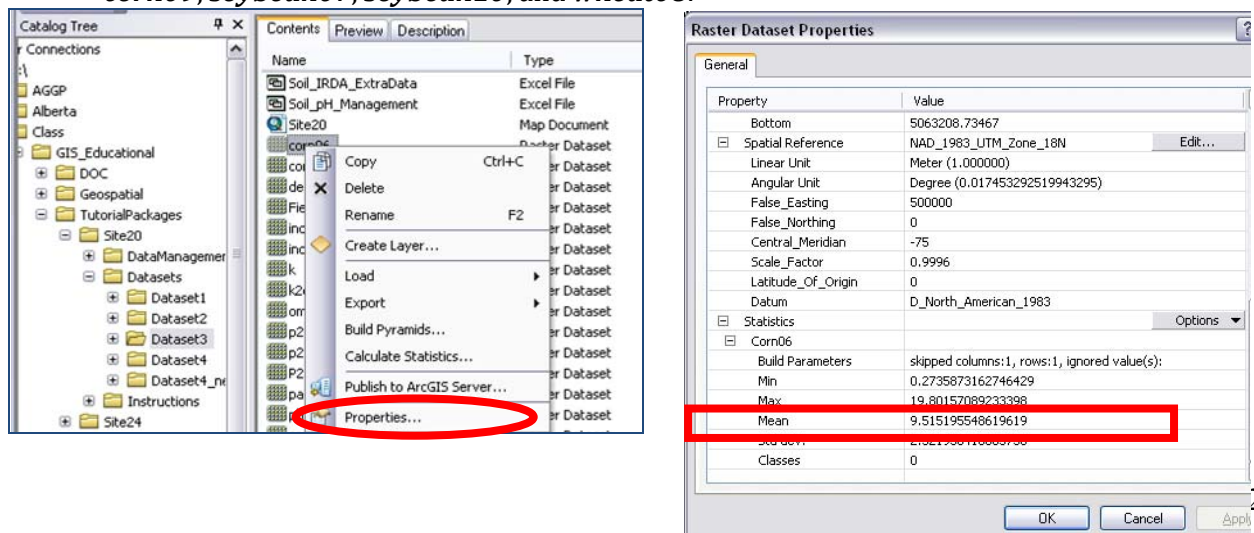 Catalog Tree
r Connections
:\
AGGP
Alberta
Class
GIS_Educational
DOC
Geospatial
TutorialPackages
Site20
DataManagemer
Datasets
Dataset1
Dataset2
Dataset3
Dataset4
Dataset4_ne
Instructions
Site24
Contents Preview Description
Name Type
Soil_IRDA_ExtraData Excel File
Soil_pH_Management Excel File
Site20 Map Document
corn06 Raster Dataset
Copy Ctrl+C
Delete
Rename F2
Create Layer...
Load
Export
Build Pyramids...
Calculate Statistics...
Publish to ArcGIS Server...
Properties...
Raster Dataset Properties
General
Property Value
Bottom 5063208.73467
Spatial Reference NAD_1983_UTM_Zone_18N Edit...
Linear Unit Meter (1.000000)
Angular Unit Degree (0.017453292519943295)
False_Easting 500000
False_Northing 0
Central_Meridian -75
Scale_Factor 0.9996
Latitude_Of_Origin 0
Datum D_North_American_1983
Statistics Options
Corn06
Build Parameters skipped columns:1, rows:1, ignored value(s):
Min 0.2735873162746429
Max 19.80157089233398
Mean 9.515195548619619
Classes 0
OK Cancel Apply